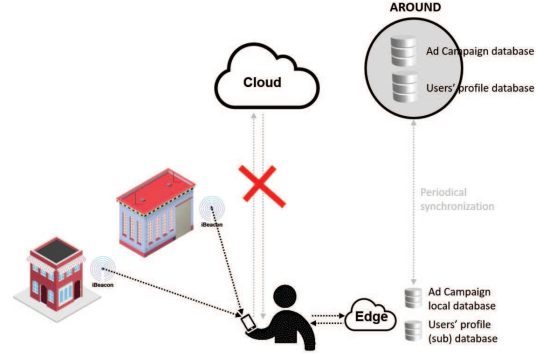 AROUND
Ad Campaign database
Users' profile database
Cloud
Periodical
synchronization
iBeacon
iBeacon
Ad Campaign
local database
Edge
Users' profile
(sub) database